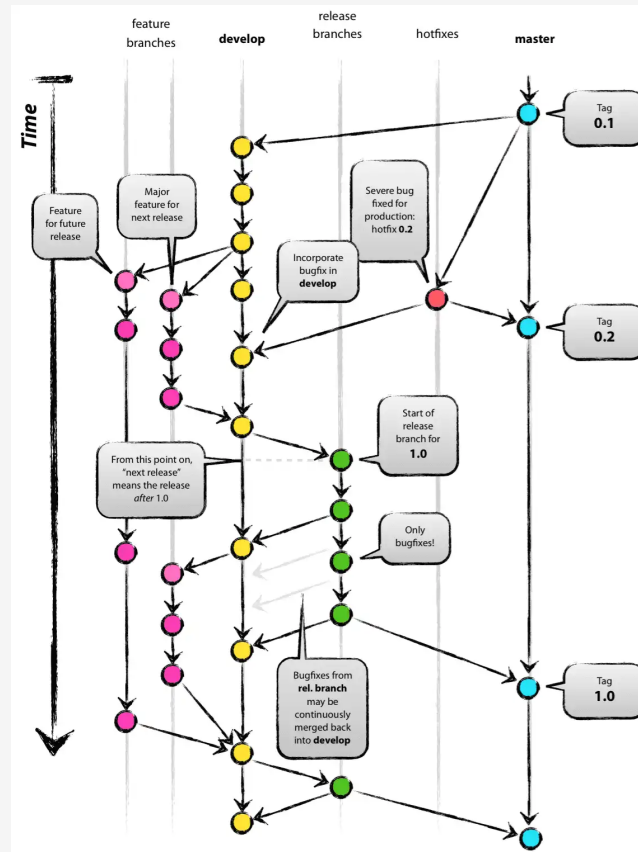 feature
branches
develop
release
branches
hotfixes
master
Time
Tag
0.1
Feature
for future
release
Major
feature for
next release
Severe bug
fixed for
production:
hotfix 0.2
Incorporate
bugfix in
develop
Tag
0.2
Start of
release
branch for
1.0
From this point on,
“next release”
means the release
after 1.0
Only
bugfixes!
Bugfixes from
rel. branch
may be
continuously
merged back
into develop
Tag
1.0